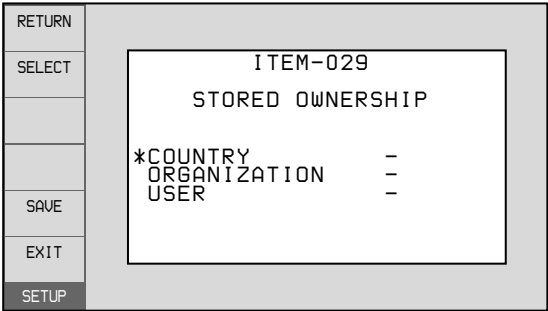 RETURN
SELECT
SAVE
EXIT
SETUP
ITEM-029
STORED OWNERSHIP
*COUNTRY –
ORGANIZATION –
USER –